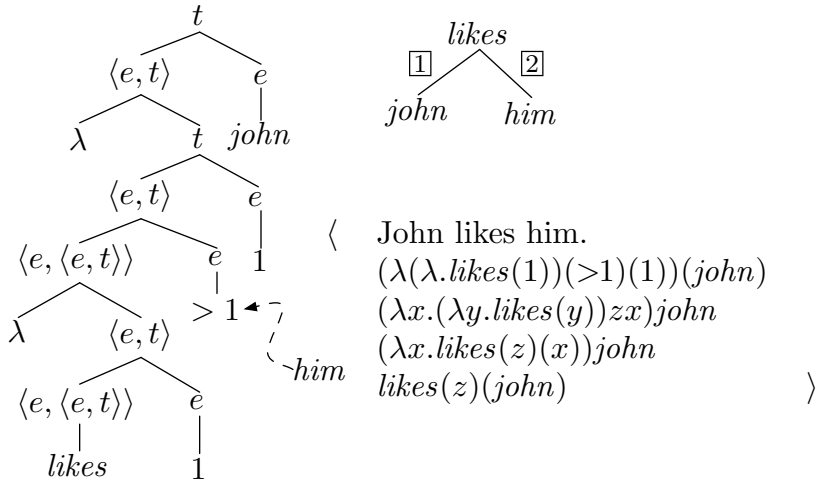 t
likes
⟨e, t⟩ e
1 2
λ t john
john him
⟨e, t⟩ e
⟨e, ⟨e, t⟩⟩ e 1
⟨ John likes him.
(λ(λ.likes(1))(>1)(1))(john)
λ ⟨e, t⟩ > 1
(λx.(λy.likes(y))zx)john
(λx.likes(z)(x))john
him
⟨e, ⟨e, t⟩⟩ e
likes(z)(john) ⟩
likes 1